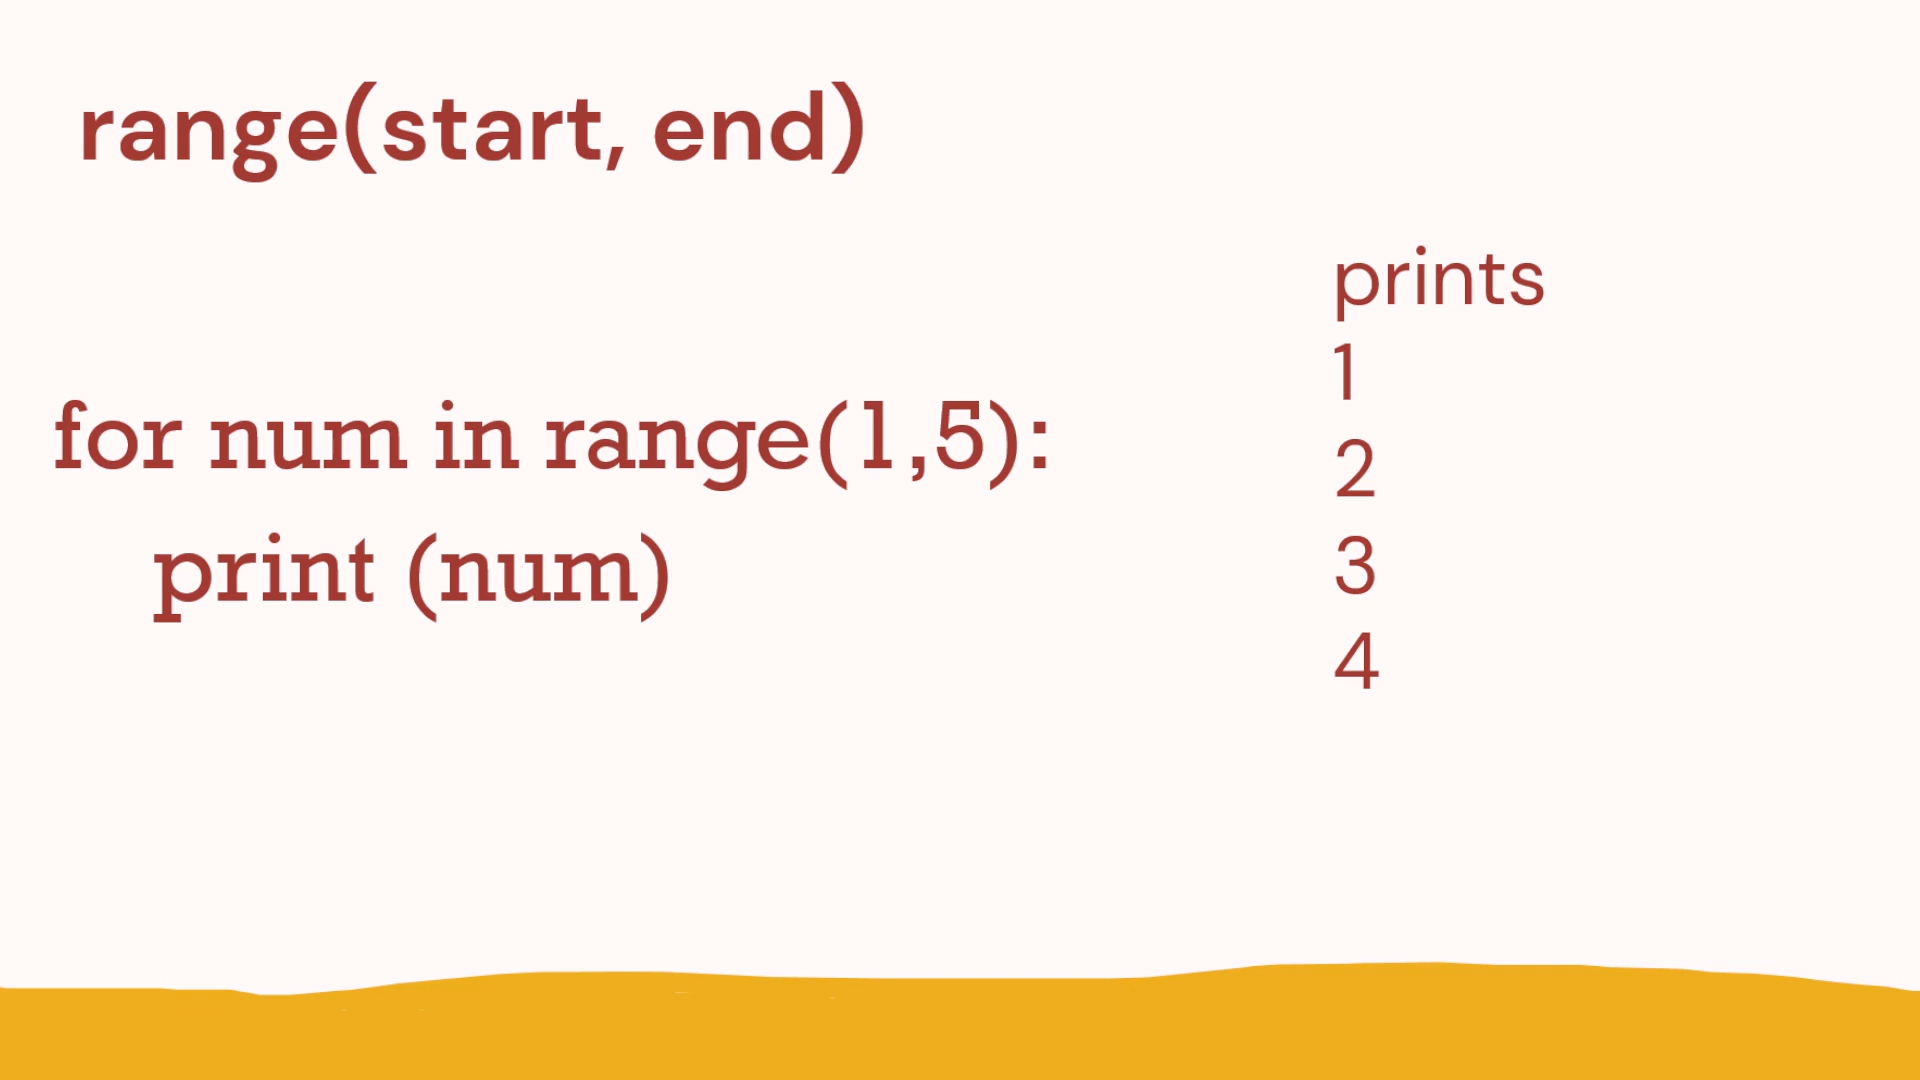 range(start, end)
for num in range(1,5):
print (num)
prints
1
2
3
4